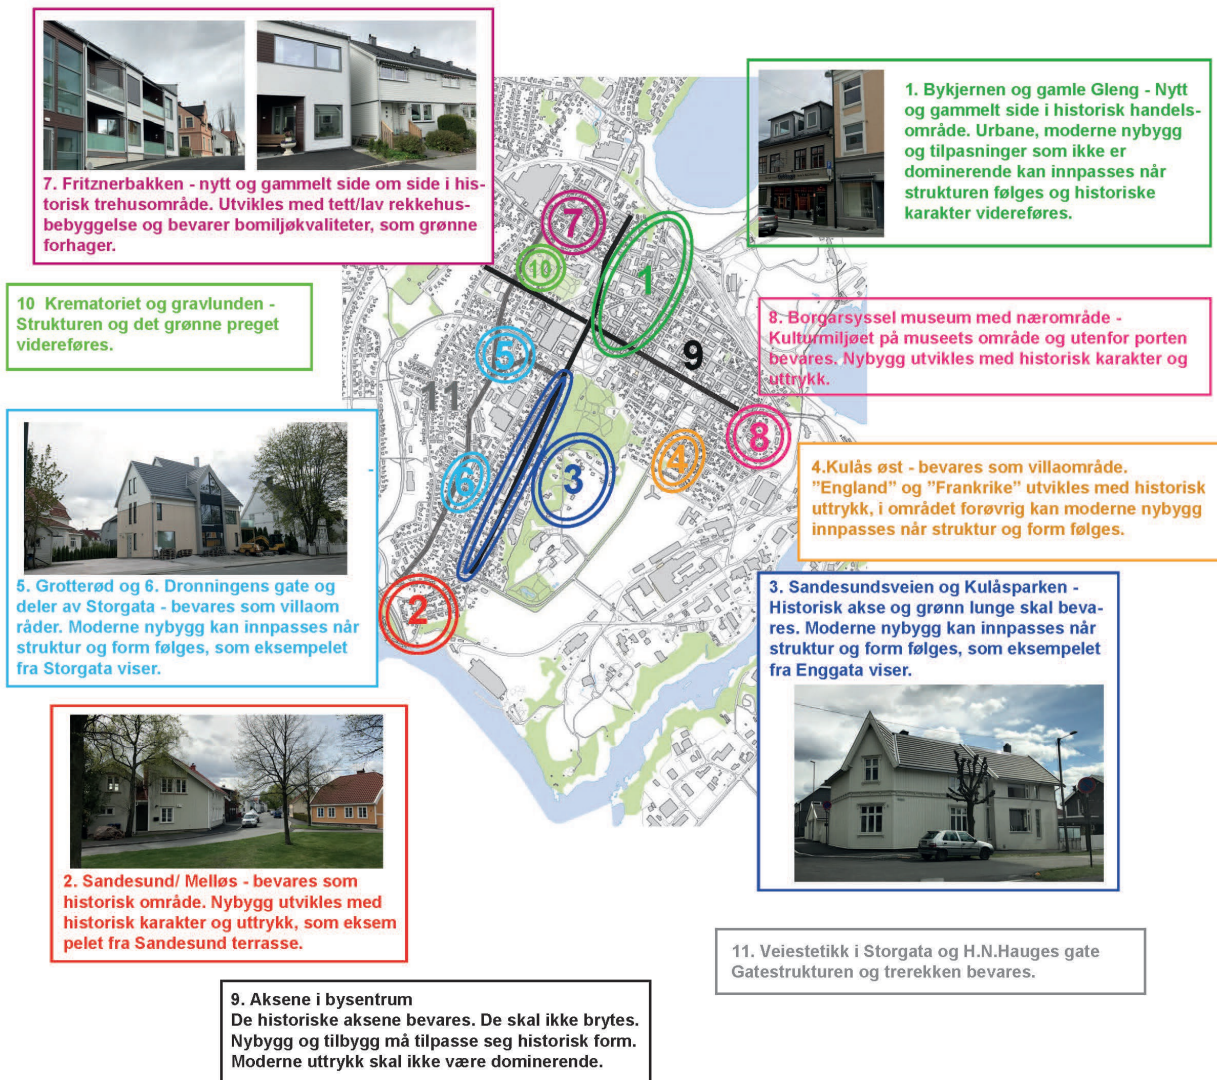 7. Fritznerbakken - nytt og gammelt side om side i his-
torisk trehusområde. Utvikles med tett/lav rekkehus-
bebyggelse og bevarer bomiljøkvaliteter, som grønne
forhager.
1. Bykjernen og gamle Gleng - Nytt
og gammelt side i historisk handels-
område. Urbane, moderne nybygg
og tilpasninger som ikke er
dominerende kan innpasses når
strukturen følges og historiske
karakter videreføres.
10 Krematoriet og gravlunden -
Strukturen og det grønne preget
videreføres.
8. Borgarsyssel museum med nærområde -
Kulturmiljøet på museets område og utenfor porten
bevares. Nybygg utvikles med historisk karakter og
uttrykk.
7
10
1
5
9
11
8
4
3
6
2
4.Kulås øst - bevares som villaområde.
”England” og ”Frankrike” utvikles med historisk
uttrykk, i området forøvrig kan moderne nybygg
innpasses når struktur og form følges.
-
5. Grotterød og 6. Dronningens gate og
deler av Storgata - bevares som villaom
råder. Moderne nybygg kan innpasses når
struktur og form følges, som eksempelet
fra Storgata viser.
3. Sandesundsveien og Kulåsparken -
Historisk akse og grønn lunge skal beva-
res. Moderne nybygg kan innpasses når
struktur og form følges, som eksempelet
fra Enggata viser.
2. Sandesund/ Melløs - bevares som
historisk område. Nybygg utvikles med
historisk karakter og uttrykk, som eksem
pelet fra Sandesund terrasse.
11. Veiestetikk i Storgata og H.N.Hauges gate
Gatestrukturen og trerekken bevares.
9. Aksene i bysentrum
De historiske aksene bevares. De skal ikke brytes.
Nybygg og tilbygg må tilpasse seg historisk form.
Moderne uttrykk skal ikke være dominerende.